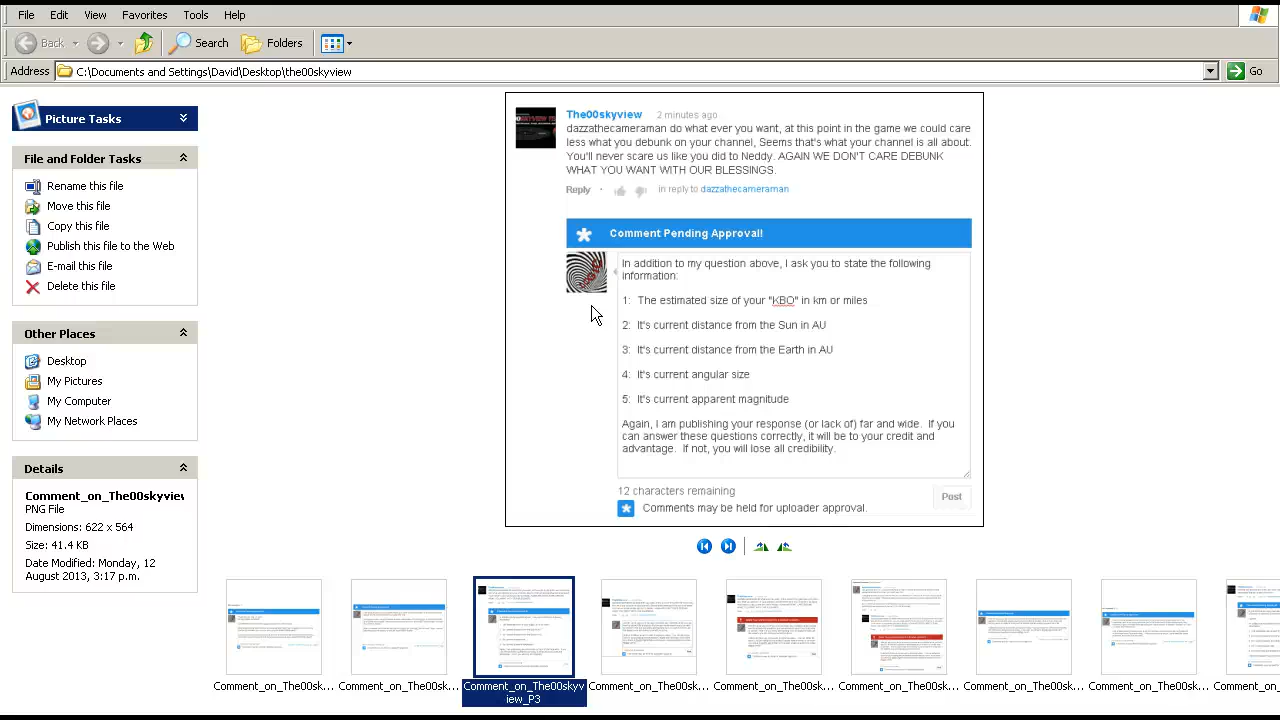 File Edit View Favorites Tools Help
Back Search Folders
Address C:\Documents and Settings\David\Desktop\the00skyview Go
Picture Tasks
File and Folder Tasks
Rename this file
Move this file
Copy this file
Publish this file to the Web
E-mail this file
Delete this file
Other Places
Desktop
My Pictures
My Computer
My Network Places
Details
Comment_on_The00skyview
PNG File
Dimensions: 622 x 564
Size: 41.4 KB
Date Modified: Monday, 12
August 2013, 3:17 p.m.
The00skyview 2 minutes ago
dazzathecameraman do what ever you want, at this point in the game we could care
less what you debunk on your channel, Seems that's what your channel is all about.
You'll never scare us like you did to Neddy. AGAIN WE DON'T CARE DEBUNK
WHAT YOU WANT WITH OUR BLESSINGS.
Reply · in reply to dazzathecameraman
Comment Pending Approval!
In addition to my question above, I ask you to state the following
information:
1: The estimated size of your "KBO" in km or miles
2: It's current distance from the Sun in AU
3: It's current distance from the Earth in AU
4: It's current angular size
5: It's current apparent magnitude
Again, I am publishing your response (or lack of) far and wide. If you
can answer these questions correctly, it will be to your credit and
advantage. If not, you will lose all credibility.
12 characters remaining
Post
Comments may be held for uploader approval.
Comment_on_The00sk... Comment_on_The00sk... Comment_on_The00skyv Comment_on_The00sk... Comment_on_The00sk... Comment_on_The00sk... Comment_on_The00sk... Comment_on_The00sk... Comment_on_The
iew_P3